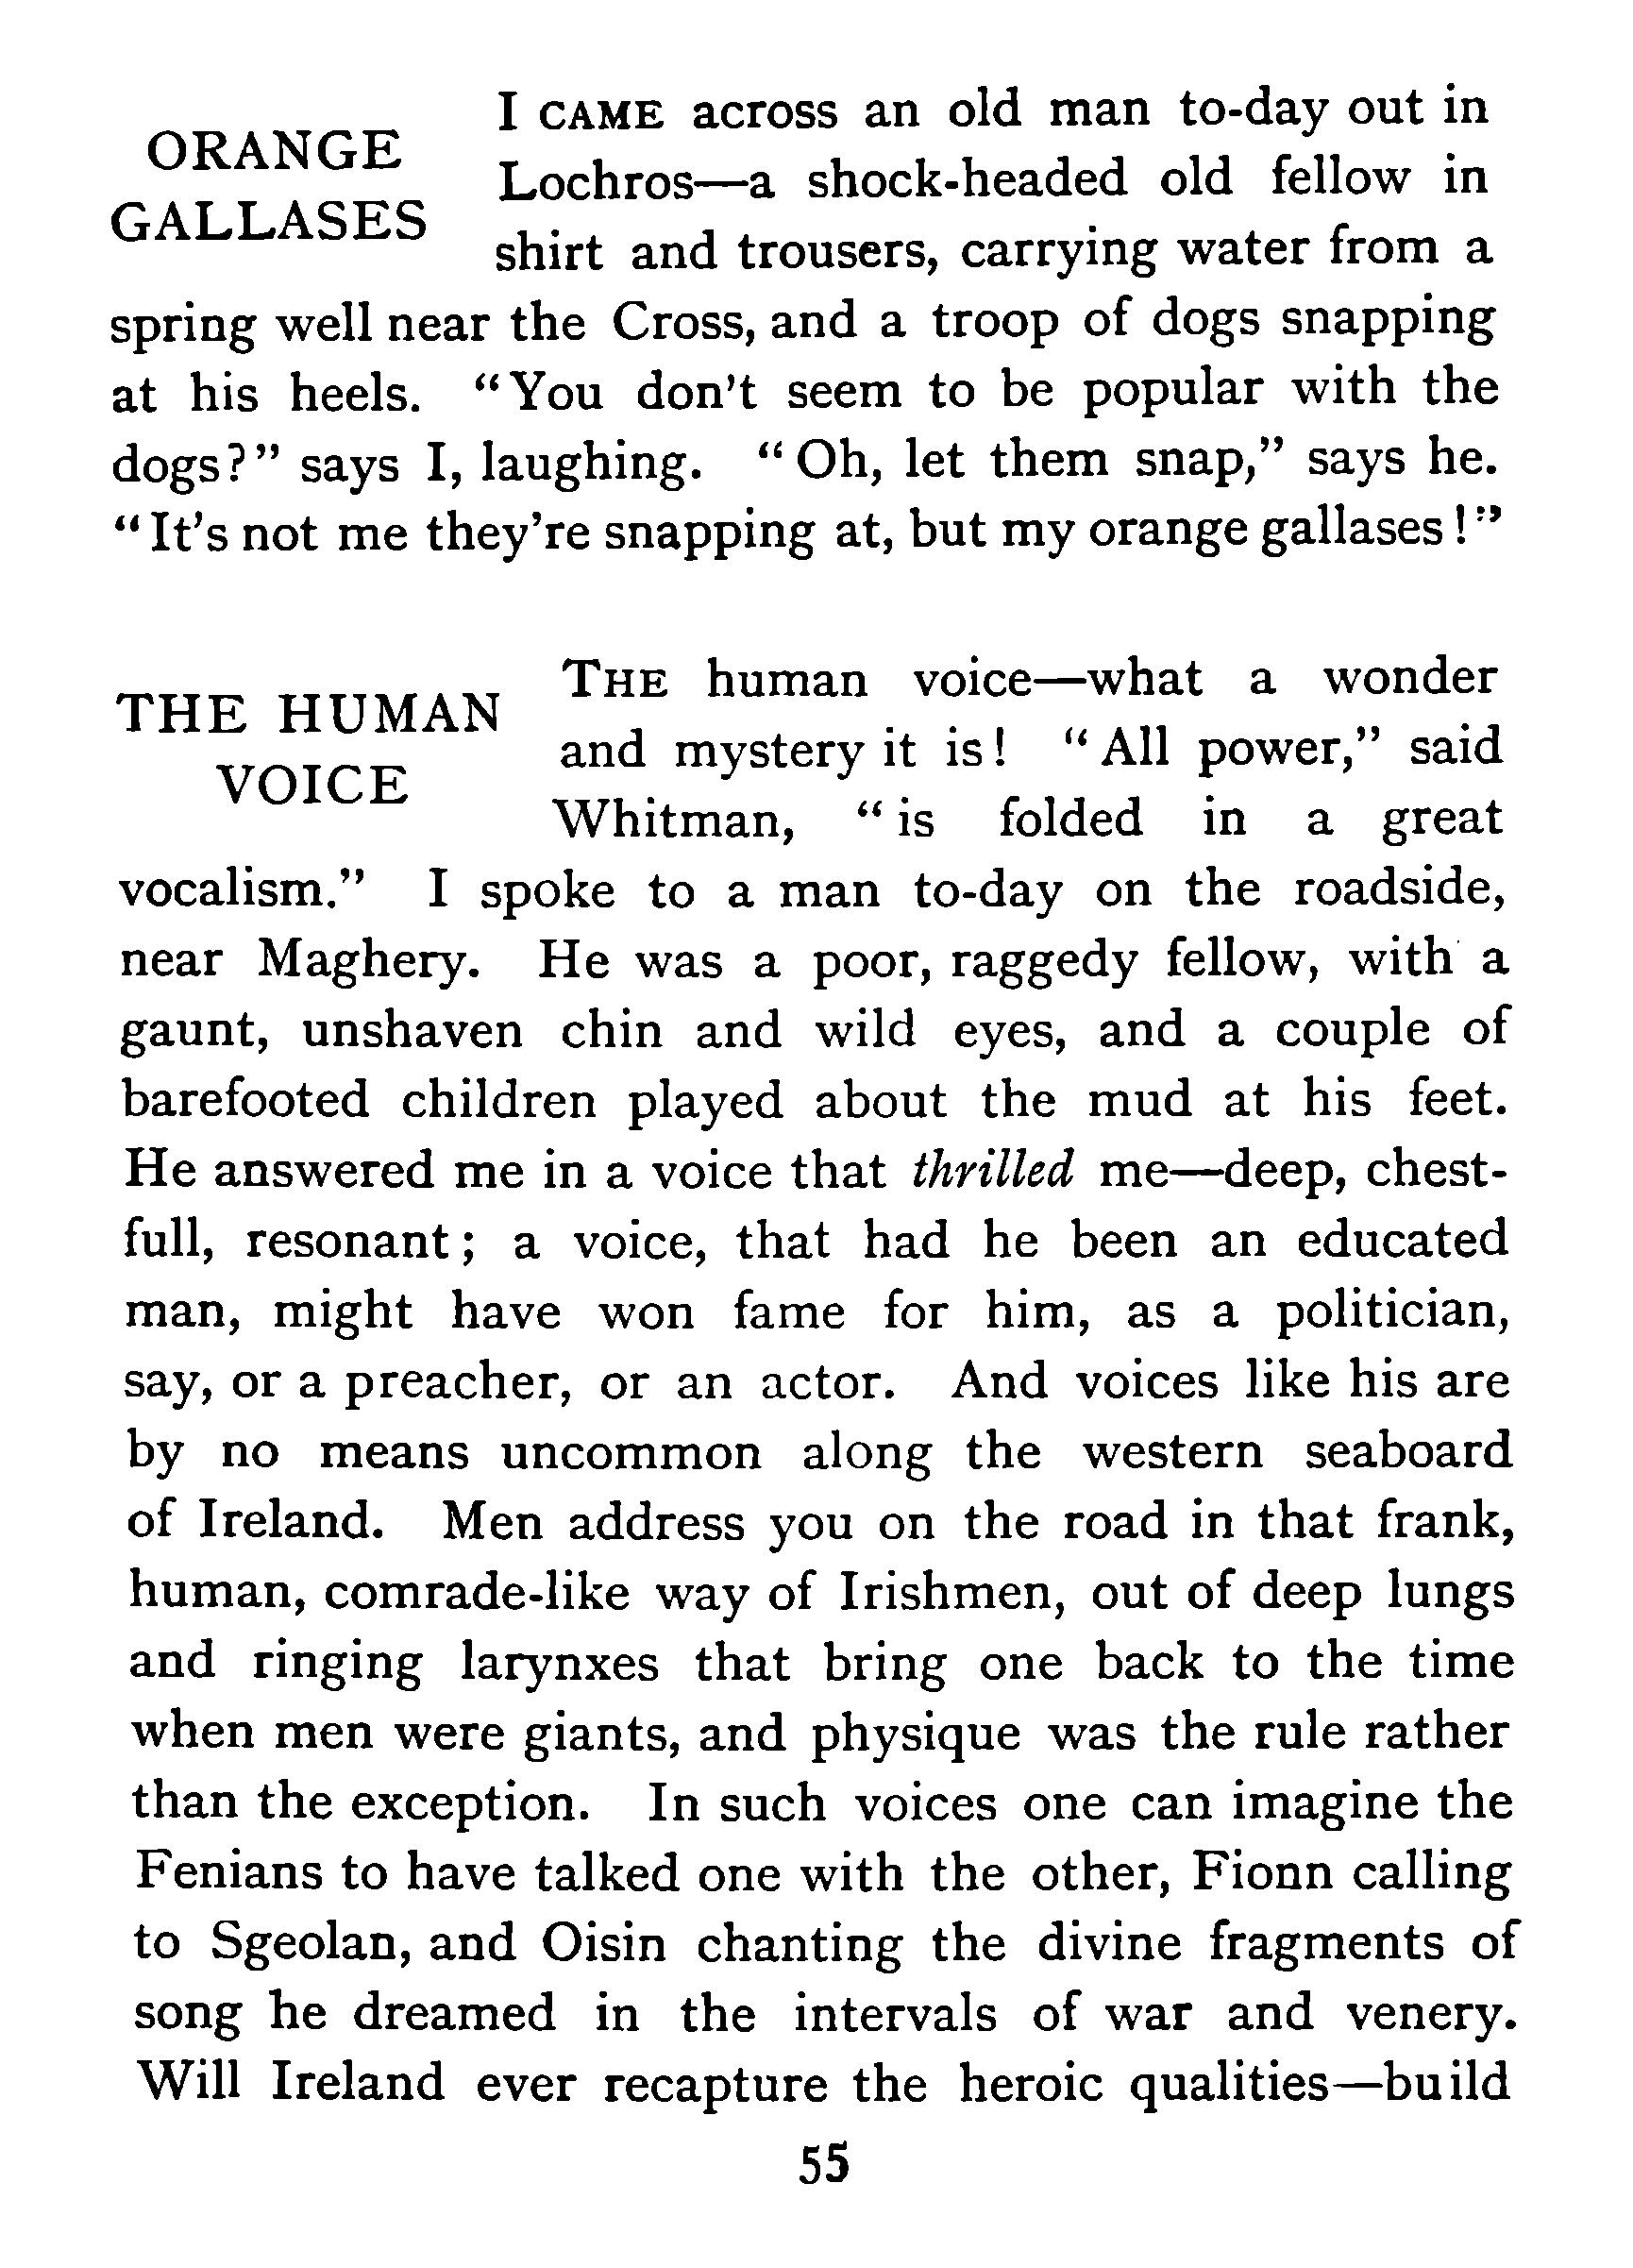 ORANGE
GALLASES
I CAME across an old man to-day out in
Lochros—a shock-headed old fellow in
shirt and trousers, carrying water from a
spring well near the Cross, and a troop of dogs snapping
at his heels. “You don’t seem to be popular with the
dogs?” says I, laughing. “Oh, let them snap,” says he.
“It’s not me they’re snapping at, but my orange gallases!”
THE HUMAN
VOICE
THE human voice—what a wonder
and mystery it is! “All power,” said
Whitman, “is folded in a great
vocalism.” I spoke to a man to-day on the roadside,
near Maghery. He was a poor, raggedy fellow, with a
gaunt, unshaven chin and wild eyes, and a couple of
barefooted children played about the mud at his feet.
He answered me in a voice that thrilled me—deep, chest-
full, resonant; a voice, that had he been an educated
man, might have won fame for him, as a politician,
say, or a preacher, or an actor. And voices like his are
by no means uncommon along the western seaboard
of Ireland. Men address you on the road in that frank,
human, comrade-like way of Irishmen, out of deep lungs
and ringing larynxes that bring one back to the time
when men were giants, and physique was the rule rather
than the exception. In such voices one can imagine the
Fenians to have talked one with the other, Fionn calling
to Sgeolan, and Oisin chanting the divine fragments of
song he dreamed in the intervals of war and venery.
Will Ireland ever recapture the heroic qualities—build
55